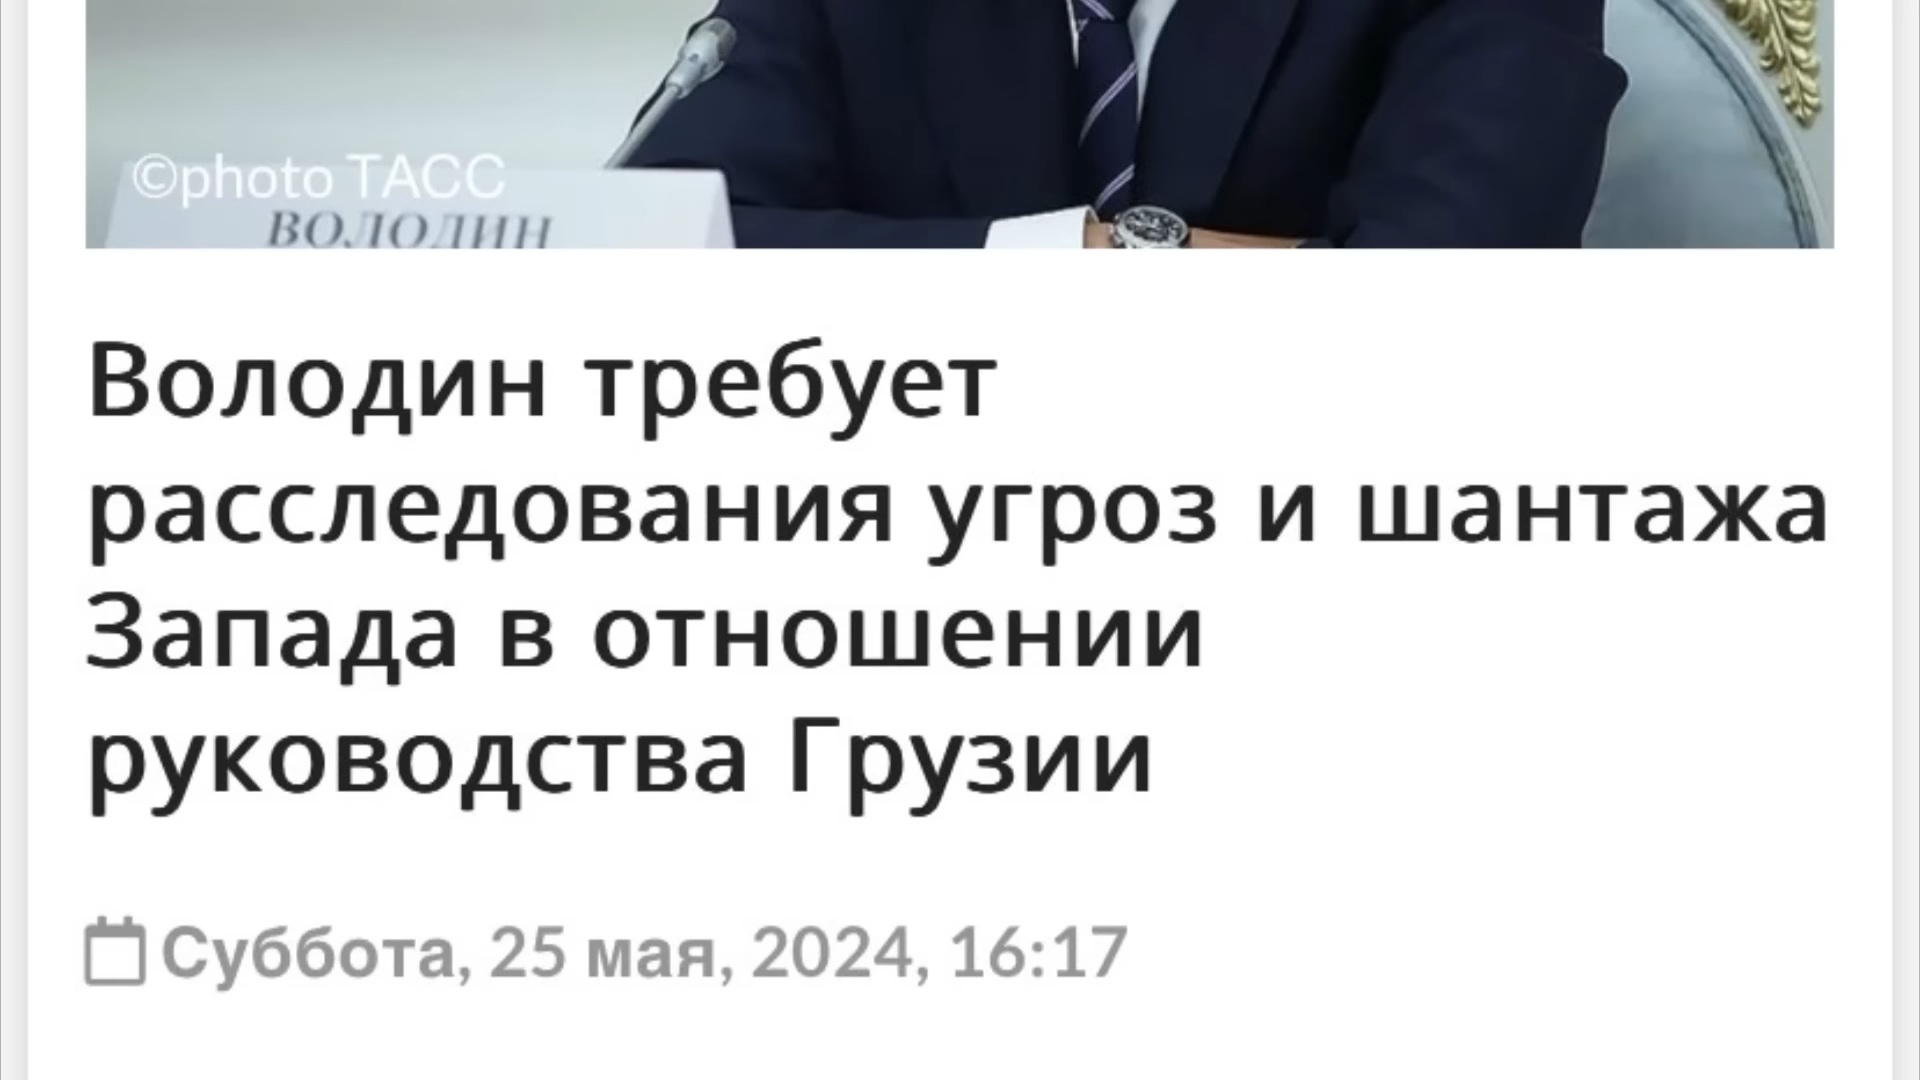 ©photo ТАСС
ВОЛОДИН
Володин требует
расследования угроз и шантажа
Запада в отношении
руководства Грузии
Суббота, 25 мая, 2024, 16:17